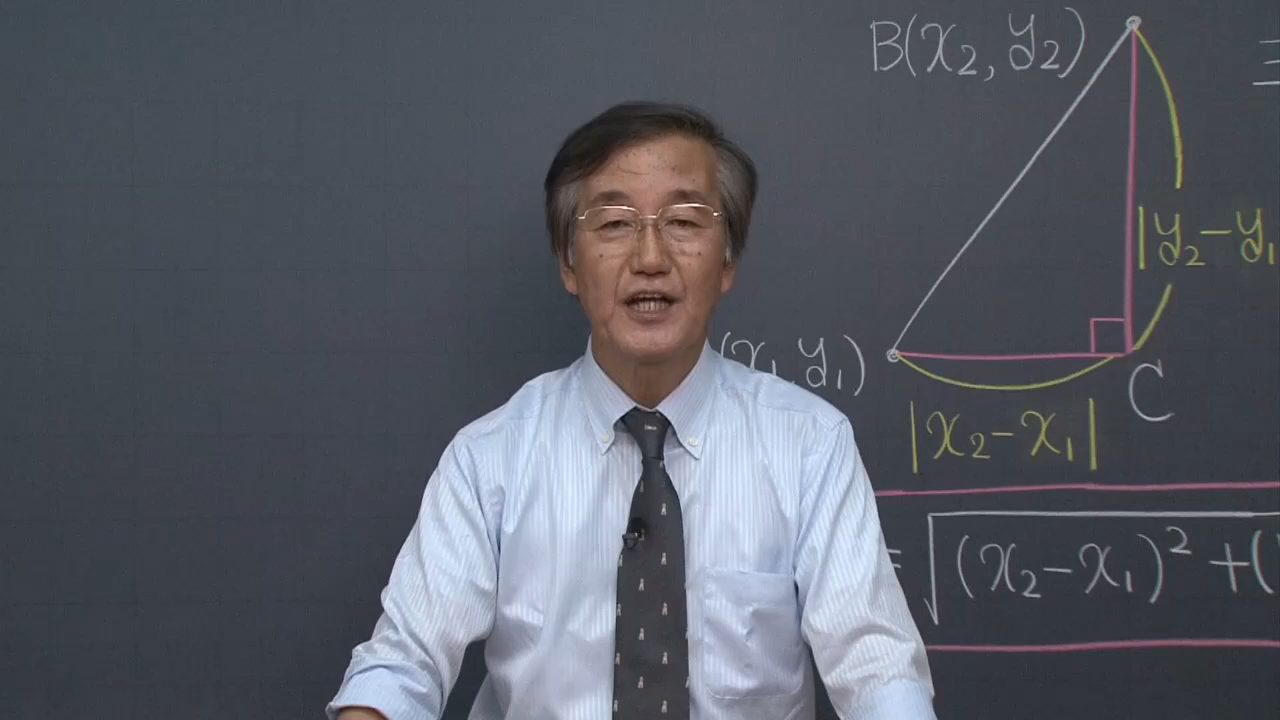 B(x₂, y₂)
|y₂-y₁
(x₁, y₁)
C
|x₂-x₁|
= √(x₂-x₁)² + (